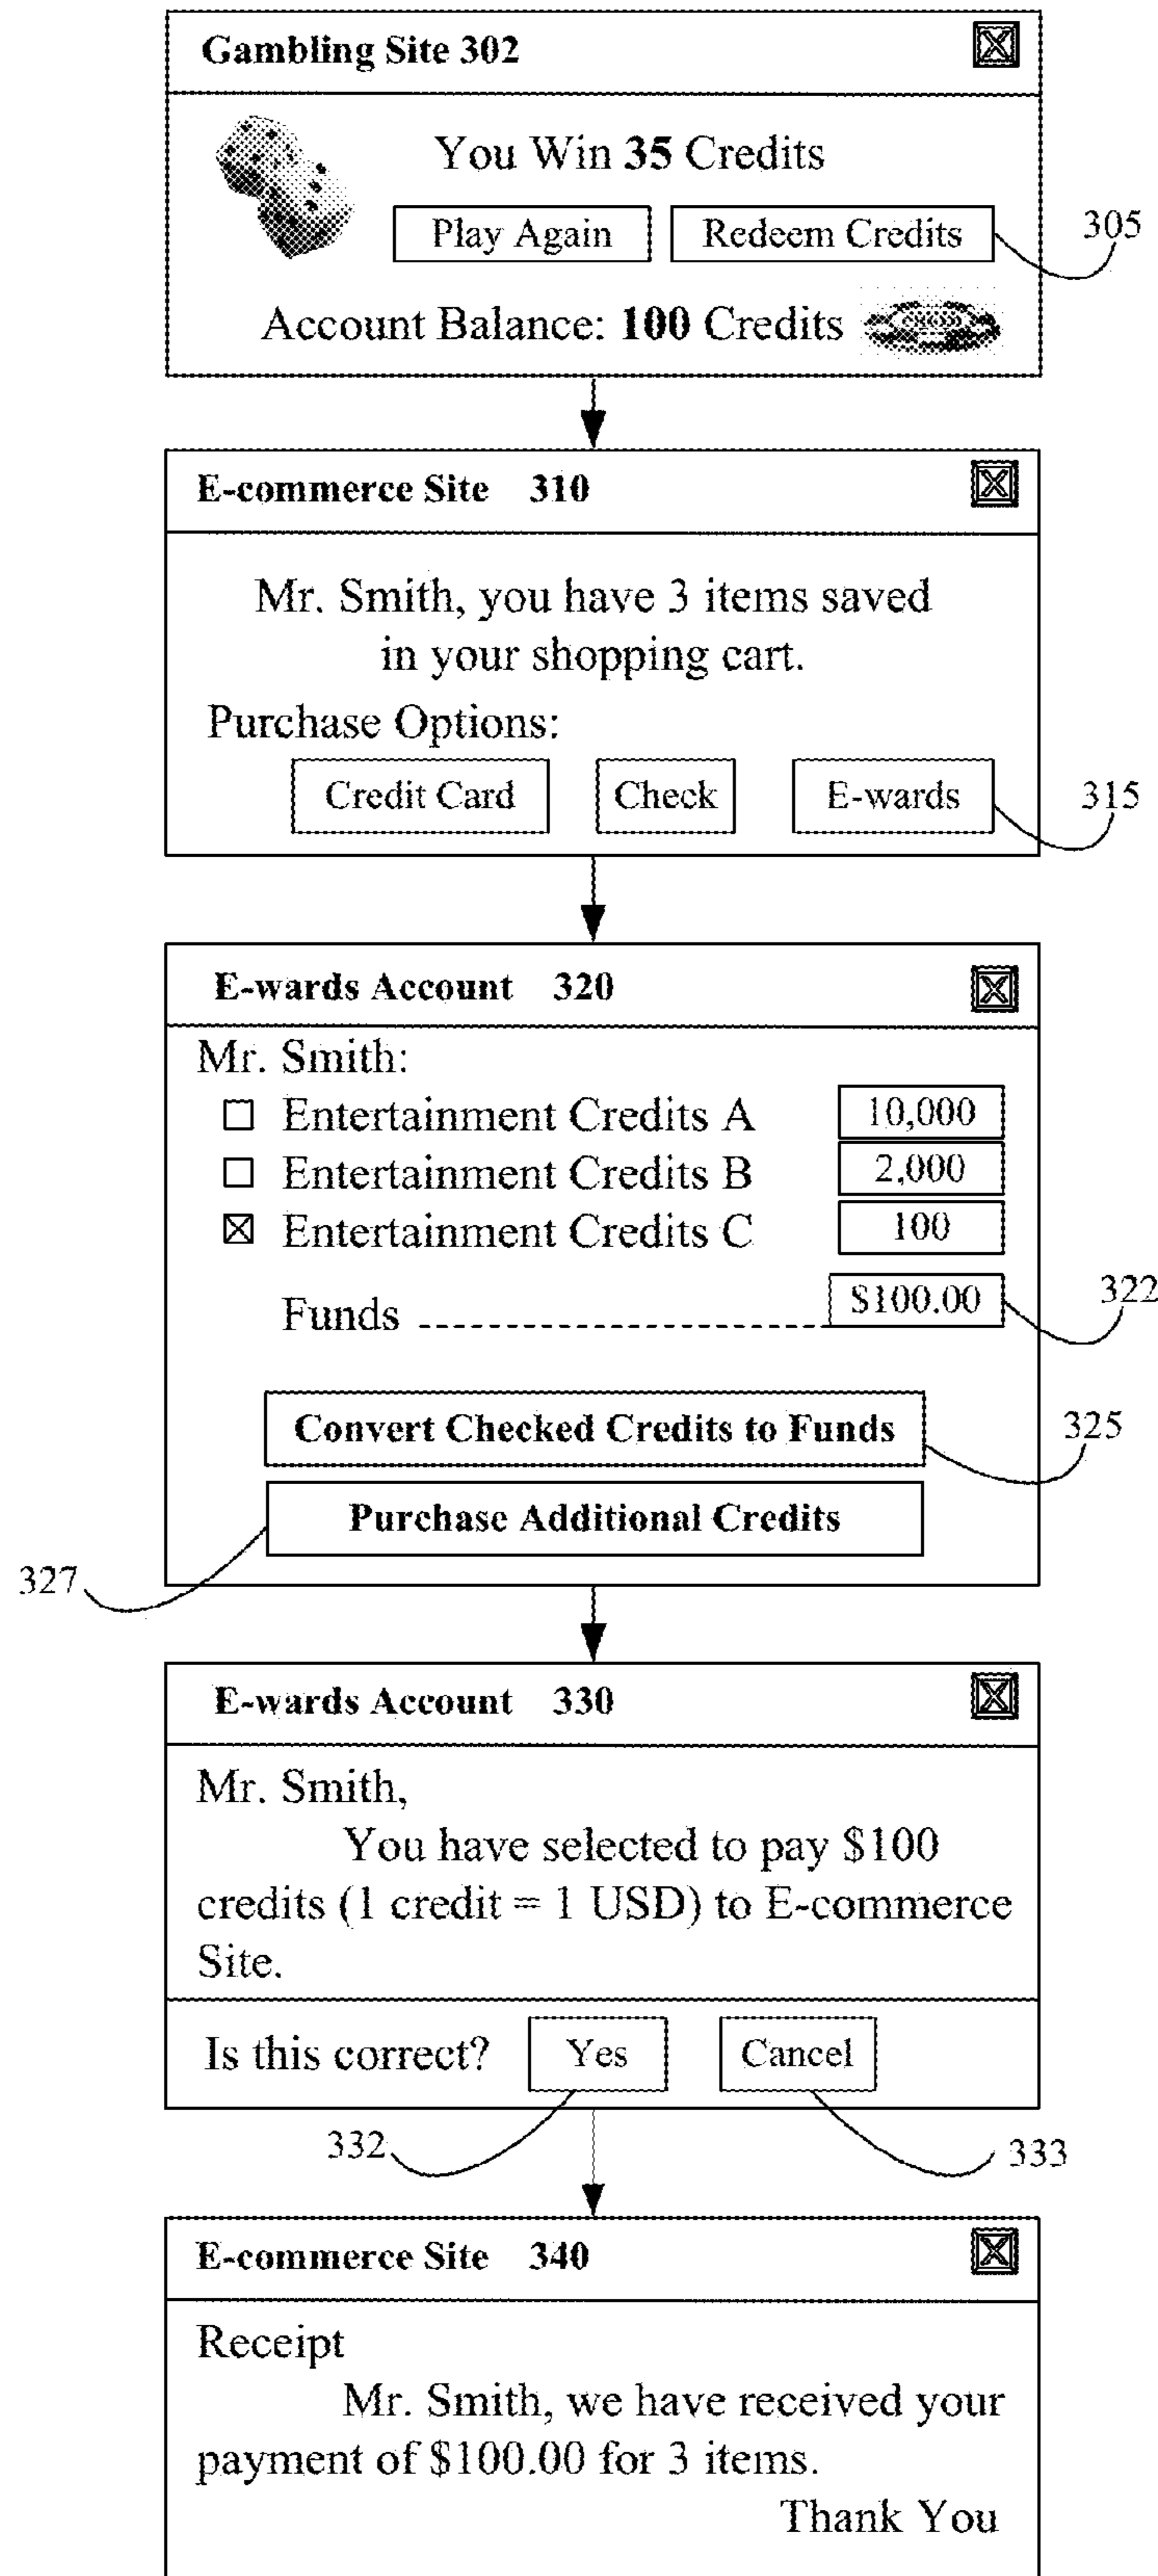 Gambling Site 302
You Win 35 Credits
Play Again Redeem Credits 305
Account Balance: 100 Credits
E-commerce Site 310
Mr. Smith, you have 3 items saved
in your shopping cart.
Purchase Options:
Credit Card Check E-wards 315
E-wards Account 320
Mr. Smith:
Entertainment Credits A 10,000
Entertainment Credits B 2,000
Entertainment Credits C 100
Funds $100.00 322
Convert Checked Credits to Funds 325
Purchase Additional Credits
327
E-wards Account 330
Mr. Smith,
You have selected to pay $100
credits (1 credit = 1 USD) to E-commerce
Site.
Is this correct? Yes Cancel
332 333
E-commerce Site 340
Receipt
Mr. Smith, we have received your
payment of $100.00 for 3 items.
Thank You